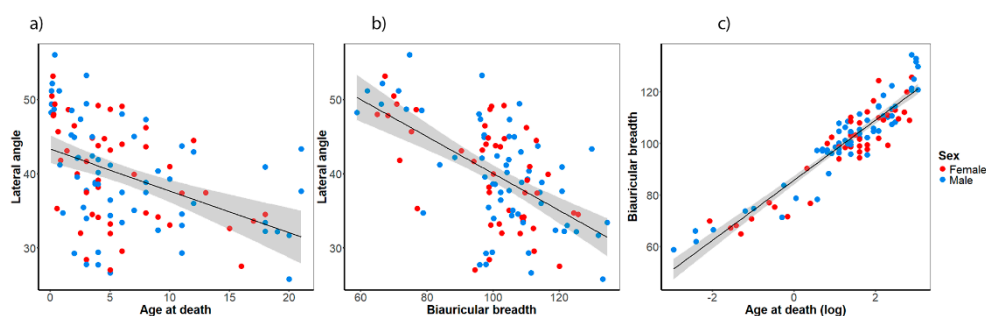 a)
Lateral angle
50
40
30
0
5
10
15
20
Age at death
b)
Lateral angle
50
40
30
60
80
100
120
Biauricular breadth
c)
Biauricular breadth
120
100
80
60
-2
0
2
Age at death (log)
Sex
Female
Male